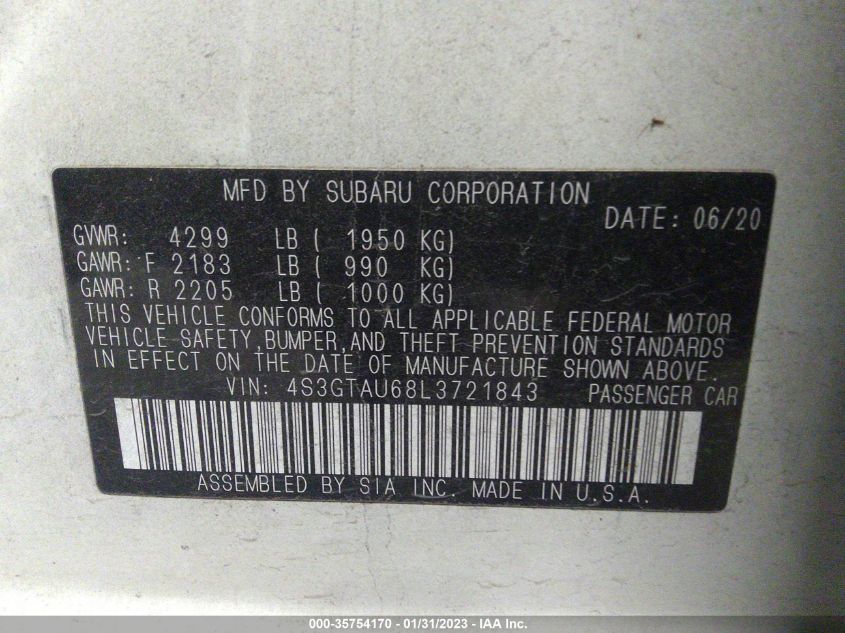 MFD BY SUBARU CORPORATION
DATE: 06/20
GVWR: 4299 LB ( 1950 KG)
GAWR: F 2183 LB ( 990 KG)
GAWR: R 2205 LB ( 1000 KG)
THIS VEHICLE CONFORMS TO ALL APPLICABLE FEDERAL MOTOR
VEHICLE SAFETY, BUMPER, AND THEFT PREVENTION STANDARDS
IN EFFECT ON THE DATE OF MANUFACTURE SHOWN ABOVE.
VIN: 4S3GTAU68L3721843 PASSENGER CAR
ASSEMBLED BY SIA INC. MADE IN U.S.A.
000-35754170 - 01/31/2023 - IAA Inc.